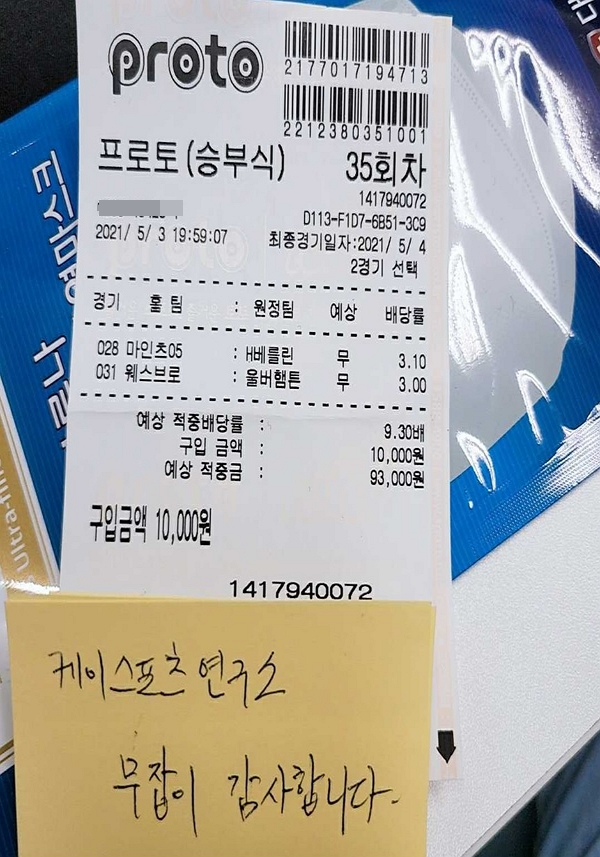 proto
2177017194713
2212380351001
프로토(승부식) 35회차
1417940072
D113-F1D7-6B51-3C9
2021/ 5/ 3 19:59:07 최종경기일자:2021/ 5/ 4
2경기 선택
경기 홈 팀 : 원정팀 예상 배당률
028 마인츠05 : H베를린 무 3.10
031 웨스브로 : 울버햄튼 무 3.00
예상 적중배당률 : 9.30배
구입 금액 : 10,000원
예상 적중금 : 93,000원
구입금액 10,000원
1417940072
케이스포츠연구소
무잡이 감사합니다.
Ultra-fin